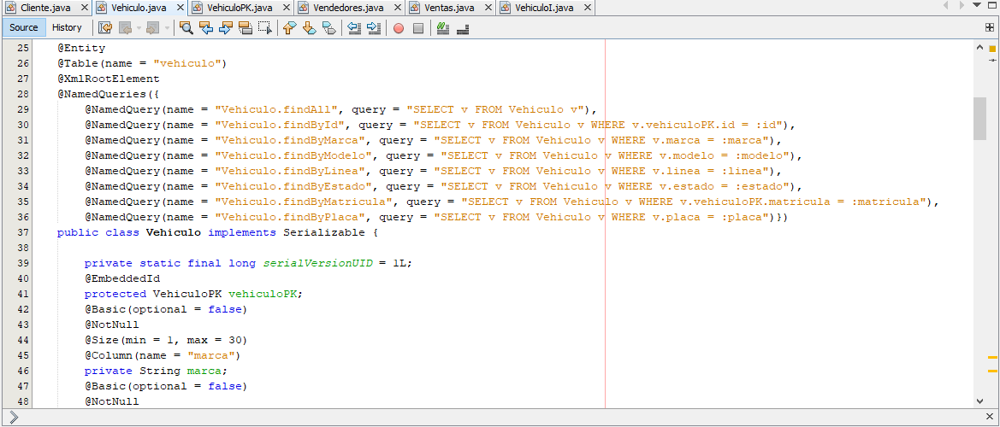 Cliente.java Vehiculo.java VehiculoPK.java Vendedores.java Ventas.java VehiculoI.java
Source History
25 @Entity
26 @Table(name = "vehiculo")
27 @XmlRootElement
28 @NamedQueries({
29 @NamedQuery(name = "Vehiculo.findAll", query = "SELECT v FROM Vehiculo v"),
30 @NamedQuery(name = "Vehiculo.findById", query = "SELECT v FROM Vehiculo v WHERE v.vehiculoPK.id = :id"),
31 @NamedQuery(name = "Vehiculo.findByMarca", query = "SELECT v FROM Vehiculo v WHERE v.marca = :marca"),
32 @NamedQuery(name = "Vehiculo.findByModelo", query = "SELECT v FROM Vehiculo v WHERE v.modelo = :modelo"),
33 @NamedQuery(name = "Vehiculo.findByLinea", query = "SELECT v FROM Vehiculo v WHERE v.linea = :linea"),
34 @NamedQuery(name = "Vehiculo.findByEstado", query = "SELECT v FROM Vehiculo v WHERE v.estado = :estado"),
35 @NamedQuery(name = "Vehiculo.findByMatricula", query = "SELECT v FROM Vehiculo v WHERE v.vehiculoPK.matricula = :matricula"),
36 @NamedQuery(name = "Vehiculo.findByPlaca", query = "SELECT v FROM Vehiculo v WHERE v.placa = :placa")})
37 public class Vehiculo implements Serializable {
38
39 private static final long serialVersionUID = 1L;
40 @EmbeddedId
41 protected VehiculoPK vehiculoPK;
42 @Basic(optional = false)
43 @NotNull
44 @Size(min = 1, max = 30)
45 @Column(name = "marca")
46 private String marca;
47 @Basic(optional = false)
48 @NotNull